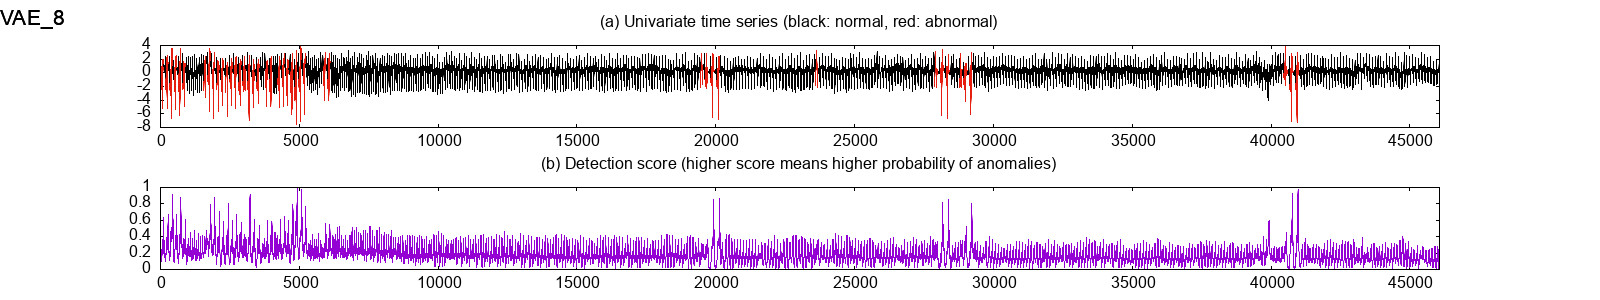 VAE_8
(a) Univariate time series (black: normal, red: abnormal)
4
2
0
-2
-4
-6
-8
0 5000 10000 15000 20000 25000 30000 35000 40000 45000
(b) Detection score (higher score means higher probability of anomalies)
1
0.8
0.6
0.4
0.2
0
0 5000 10000 15000 20000 25000 30000 35000 40000 45000